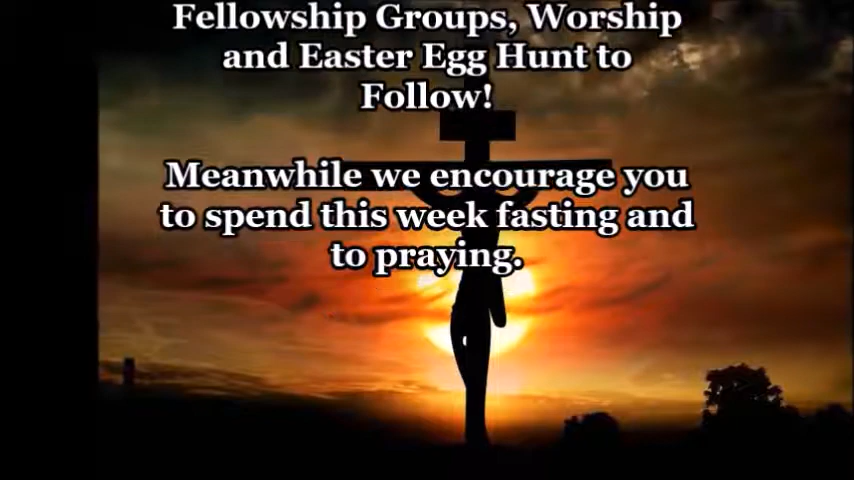 Fellowship Groups, Worship
and Easter Egg Hunt to
Follow!
Meanwhile we encourage you
to spend this week fasting and
to praying.